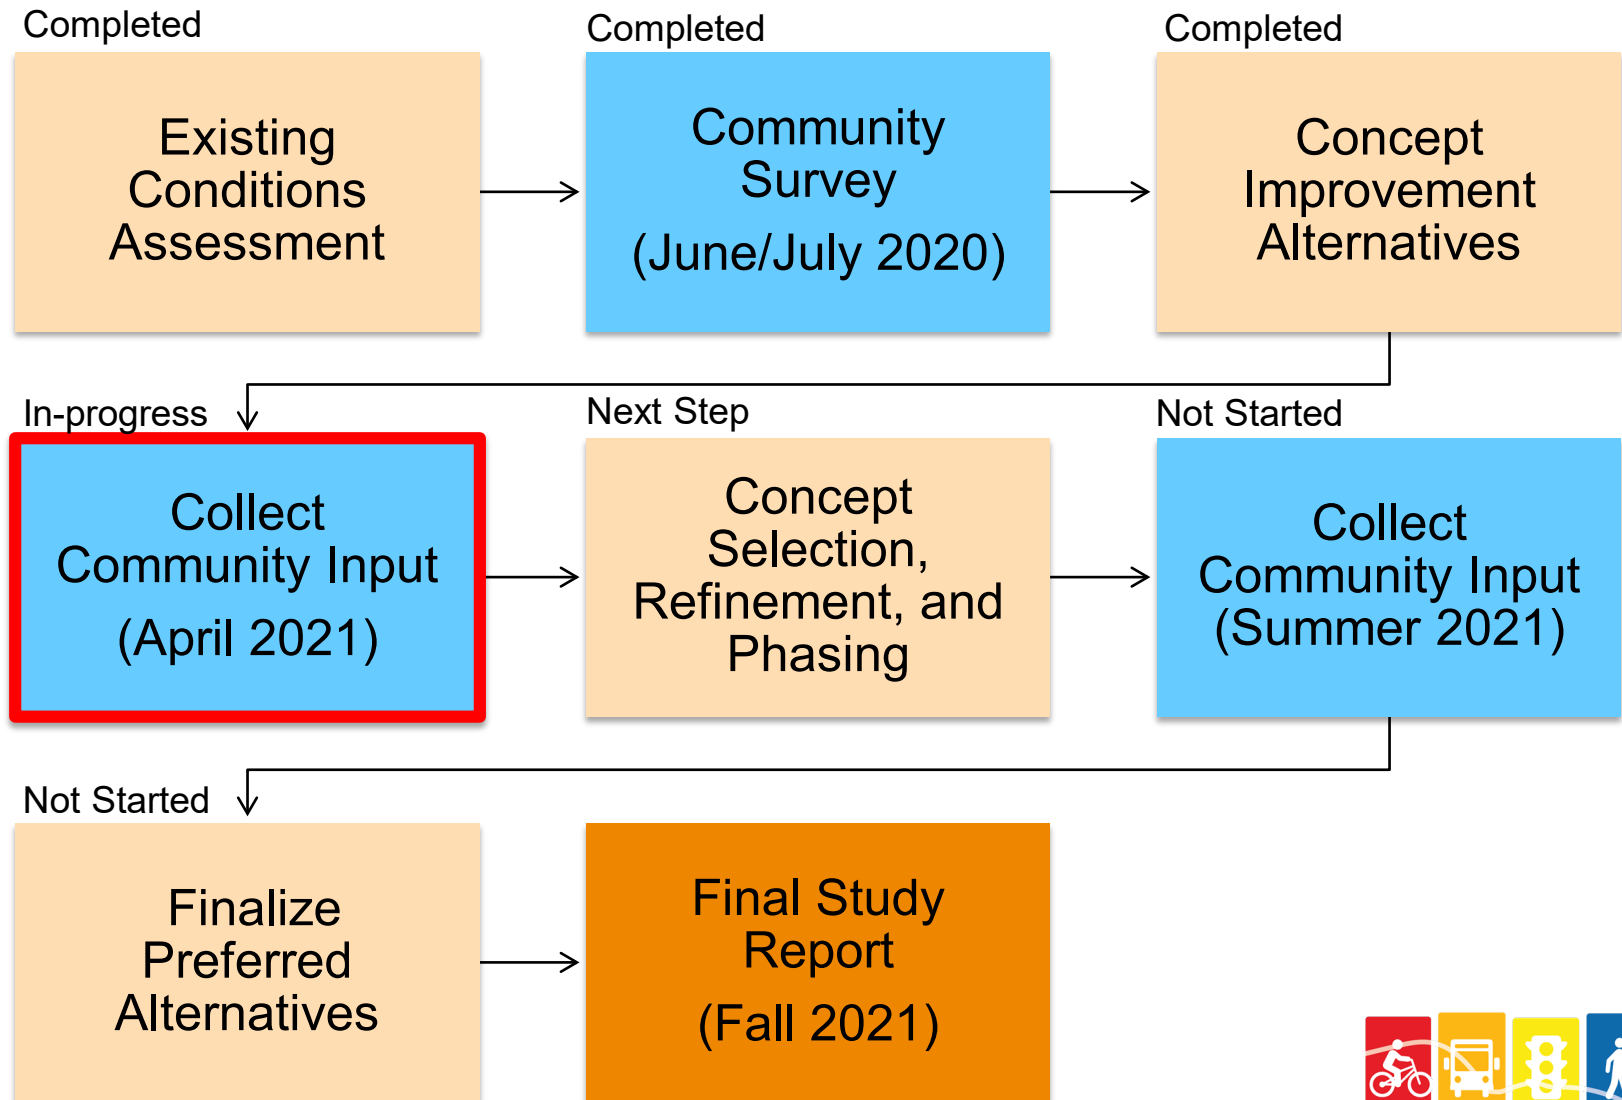 Completed
Existing
Conditions
Assessment
Completed
Community
Survey
(June/July 2020)
Completed
Concept
Improvement
Alternatives
In-progress
Collect
Community Input
(April 2021)
Next Step
Concept
Selection,
Refinement, and
Phasing
Not Started
Collect
Community Input
(Summer 2021)
Not Started
Finalize
Preferred
Alternatives
Final Study
Report
(Fall 2021)